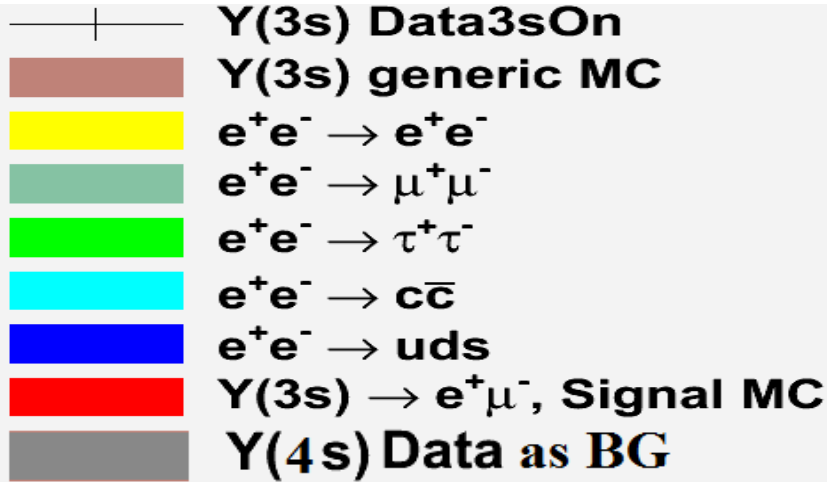 Y(3s) Data3sOn
Y(3s) generic MC
e⁺e⁻ → e⁺e⁻
e⁺e⁻ → μ⁺μ⁻
e⁺e⁻ → τ⁺τ⁻
e⁺e⁻ → cc̅
e⁺e⁻ → uds
Y(3s) → e⁺μ⁻, Signal MC
Y(4s) Data as BG